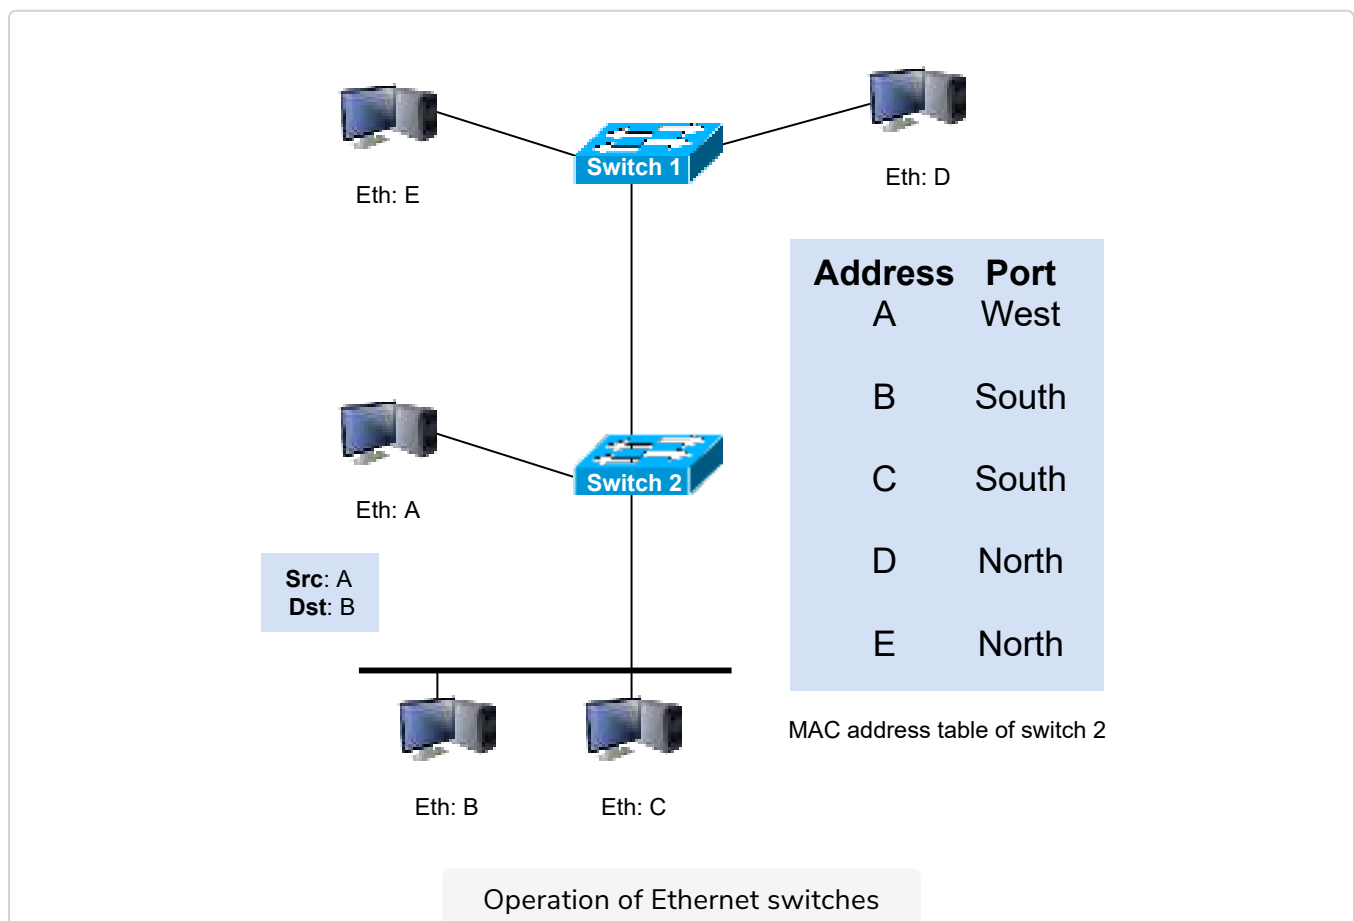 Switch 1
Eth: E
Eth: D
Address Port
A West
B South
C South
D North
E North
MAC address table of switch 2
Switch 2
Eth: A
Src: A
Dst: B
Eth: B
Eth: C
Operation of Ethernet switches